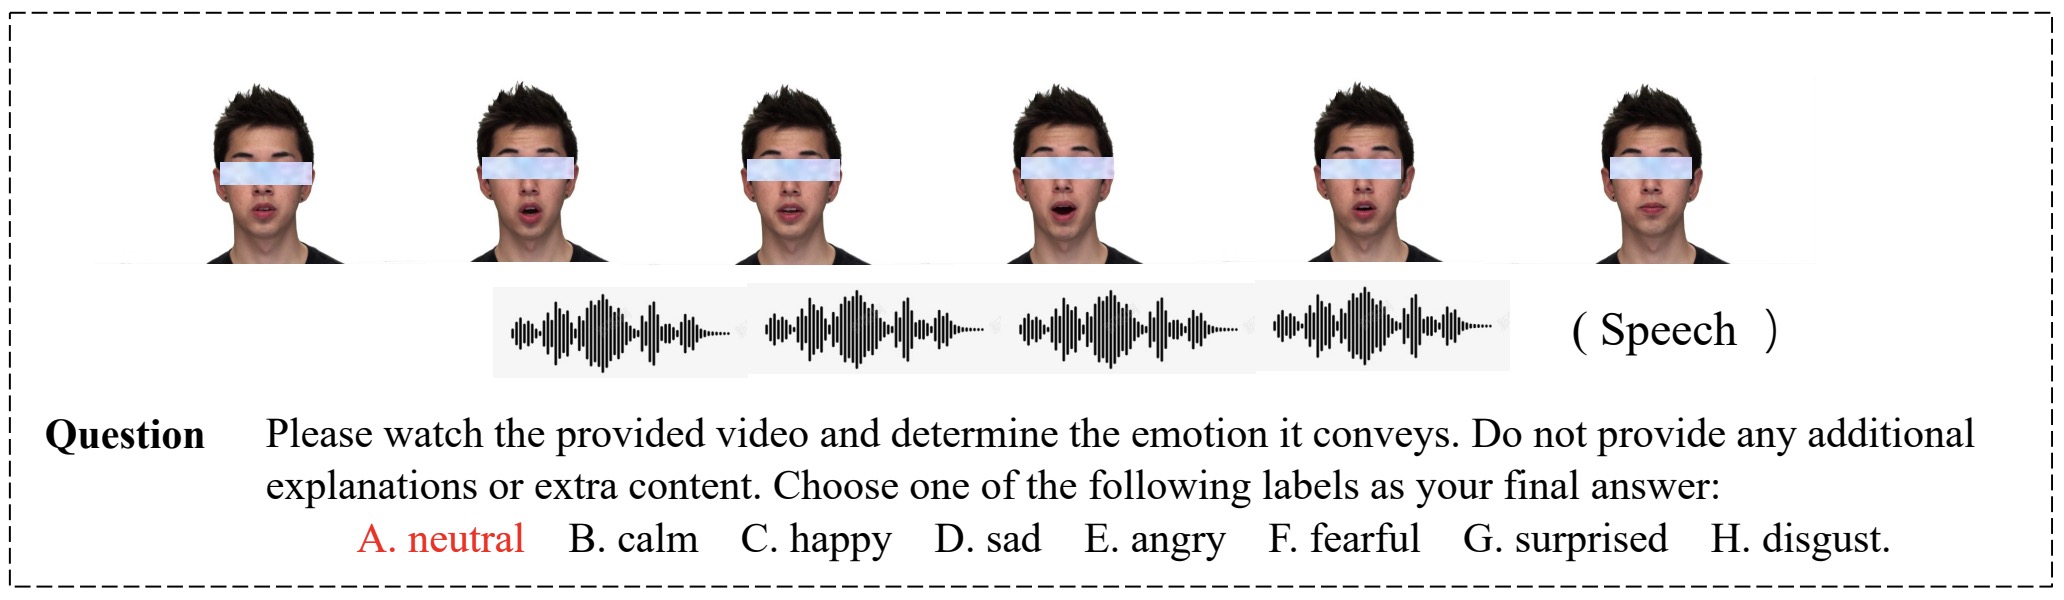 ( Speech )
Question Please watch the provided video and determine the emotion it conveys. Do not provide any additional
explanations or extra content. Choose one of the following labels as your final answer:
A. neutral B. calm C. happy D. sad E. angry F. fearful G. surprised H. disgust.